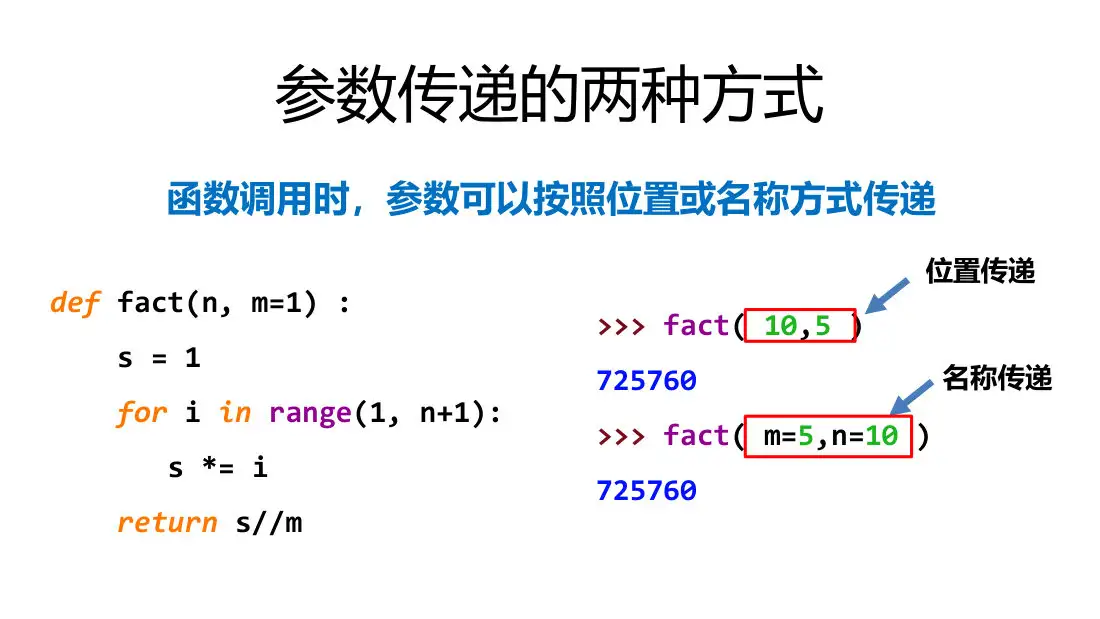 参数传递的两种方式
函数调用时，参数可以按照位置或名称方式传递
def fact(n, m=1) :
    s = 1
    for i in range(1, n+1):
       s *= i
    return s//m
位置传递
>>> fact( 10,5 )
725760
名称传递
>>> fact( m=5,n=10 )
725760